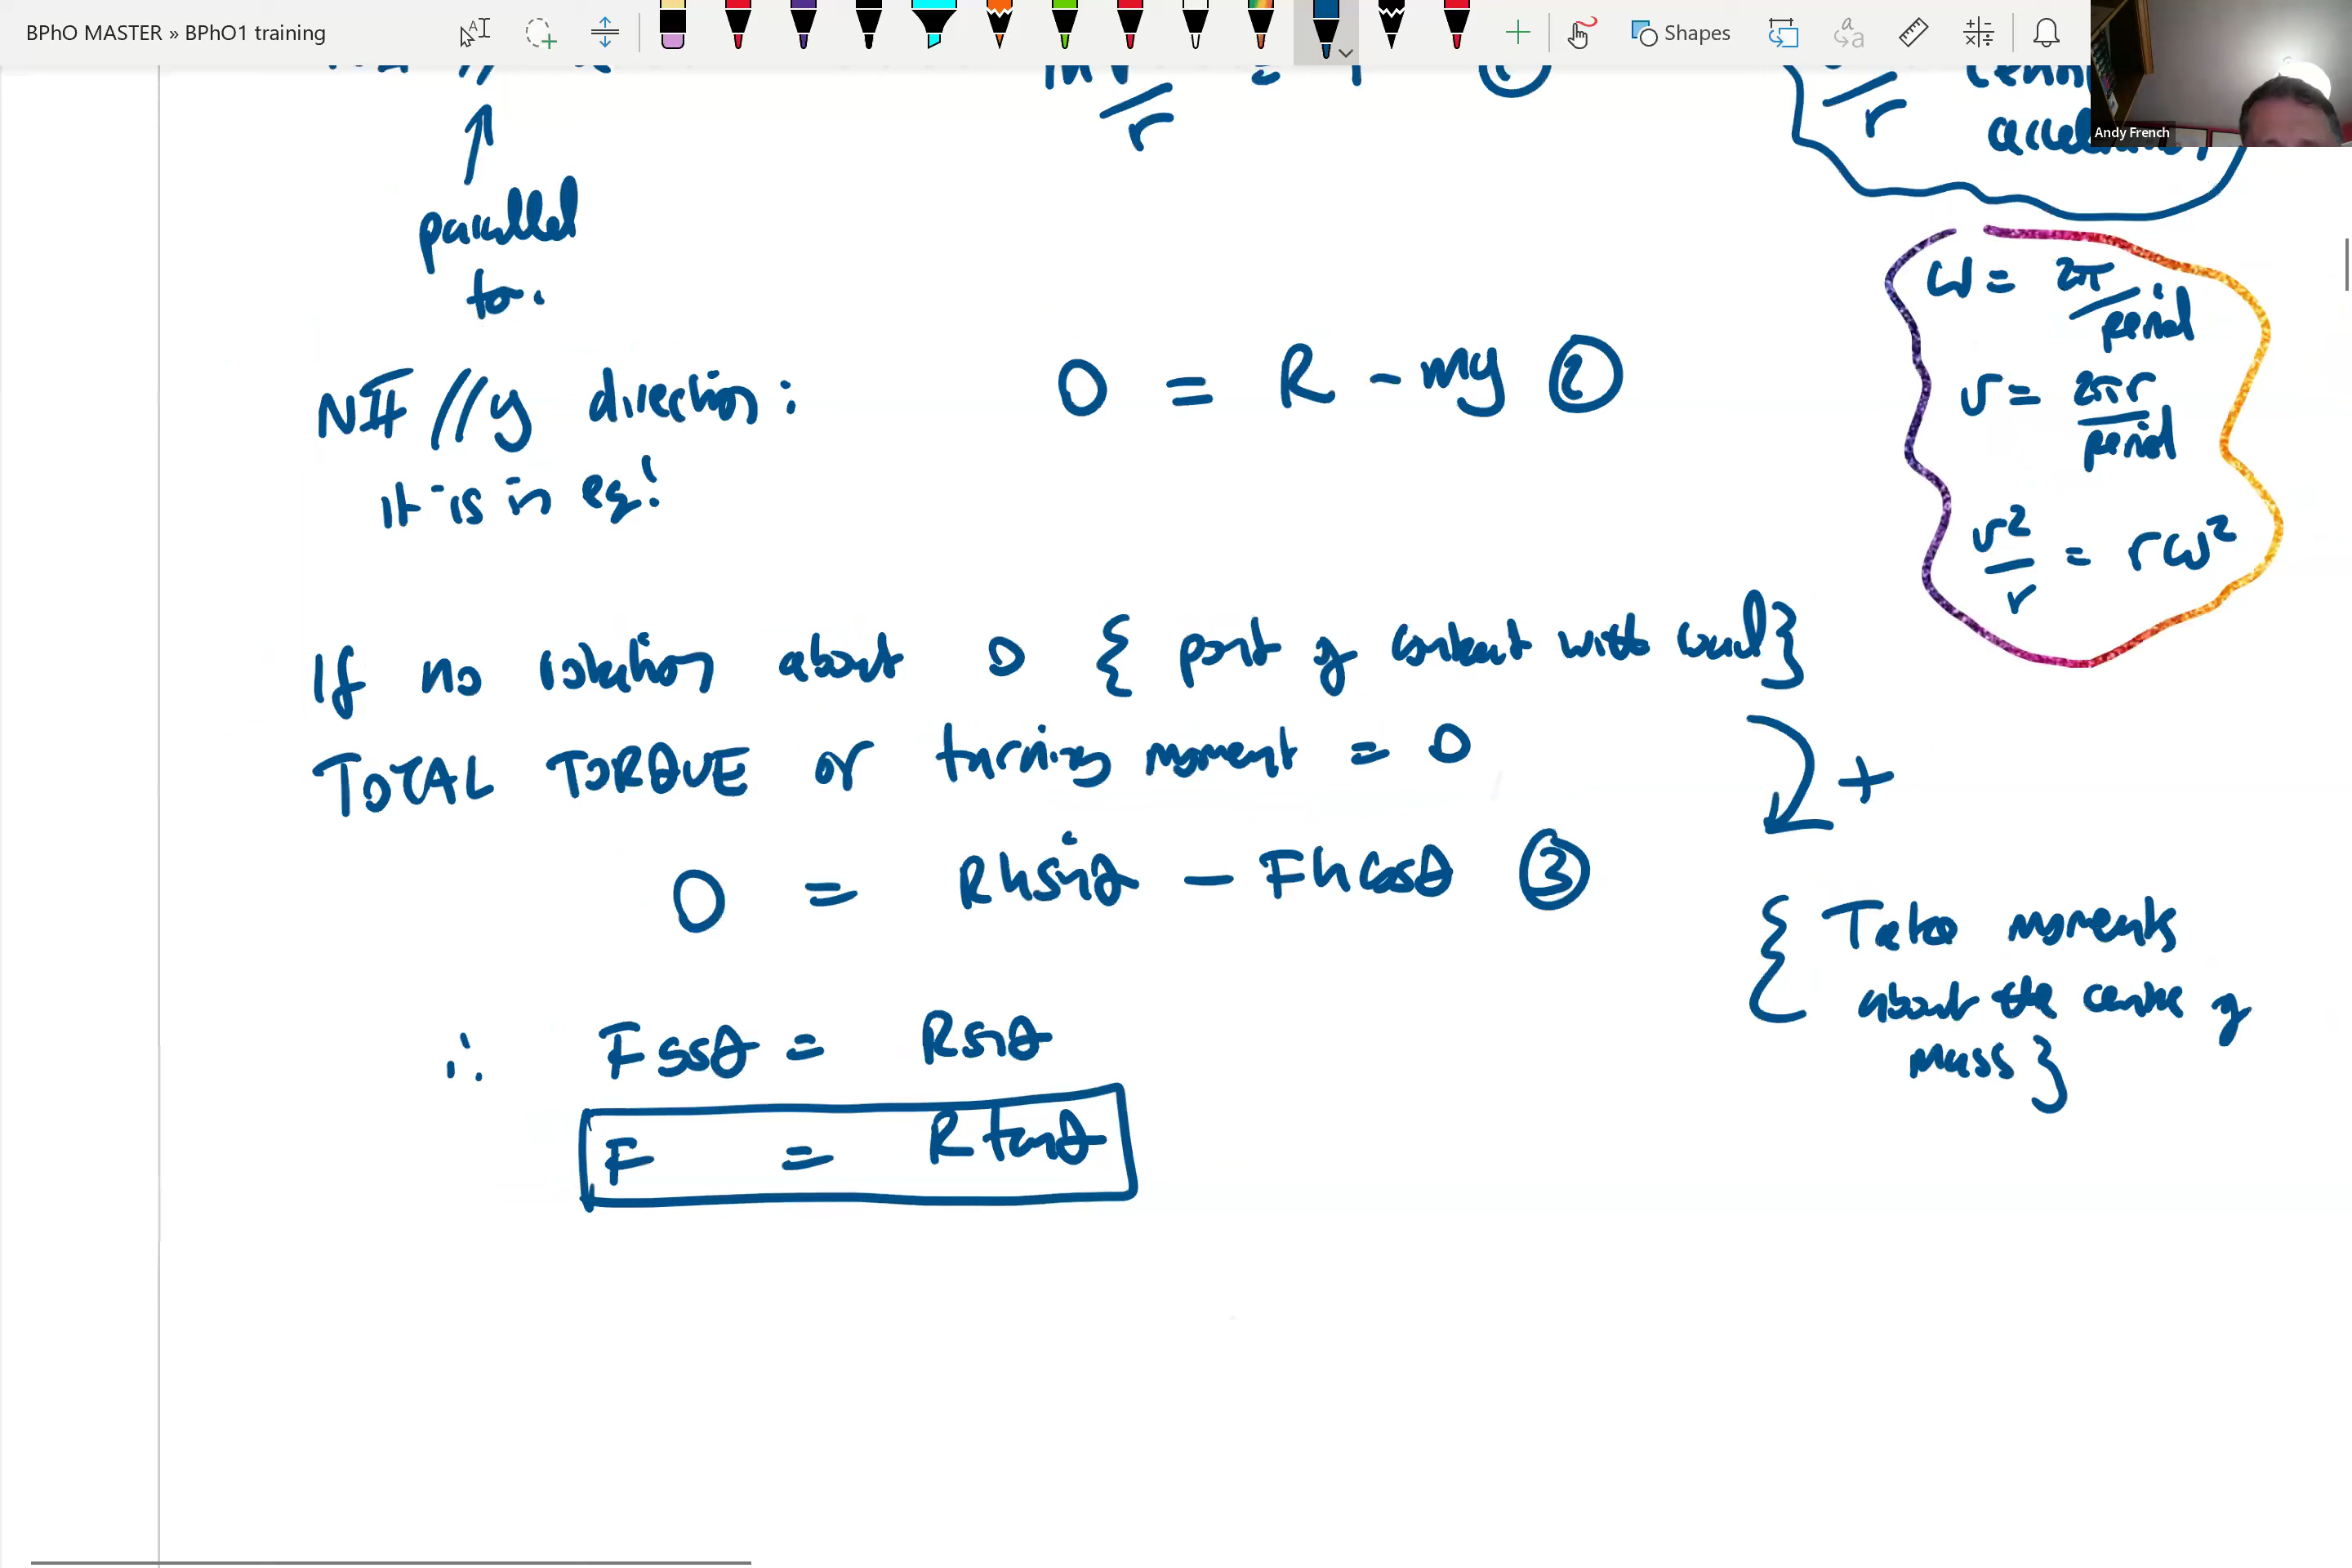 BPhO MASTER » BPhO1 training
Shapes
Andy French
parallel
to.
r
NII // y direction:
it is in eq!
0 = R - mg ②
ω = 2π / period
v = 2πr / period
v² / r = rω²
If no rotation about O { point of contact with road }
TOTAL TORQUE or turning moment = 0
+
0 = Rh sinθ - Fh cosθ ③
{ Take moments
about the centre of
mass }
∴ F cosθ = R sinθ
F = R tanθ